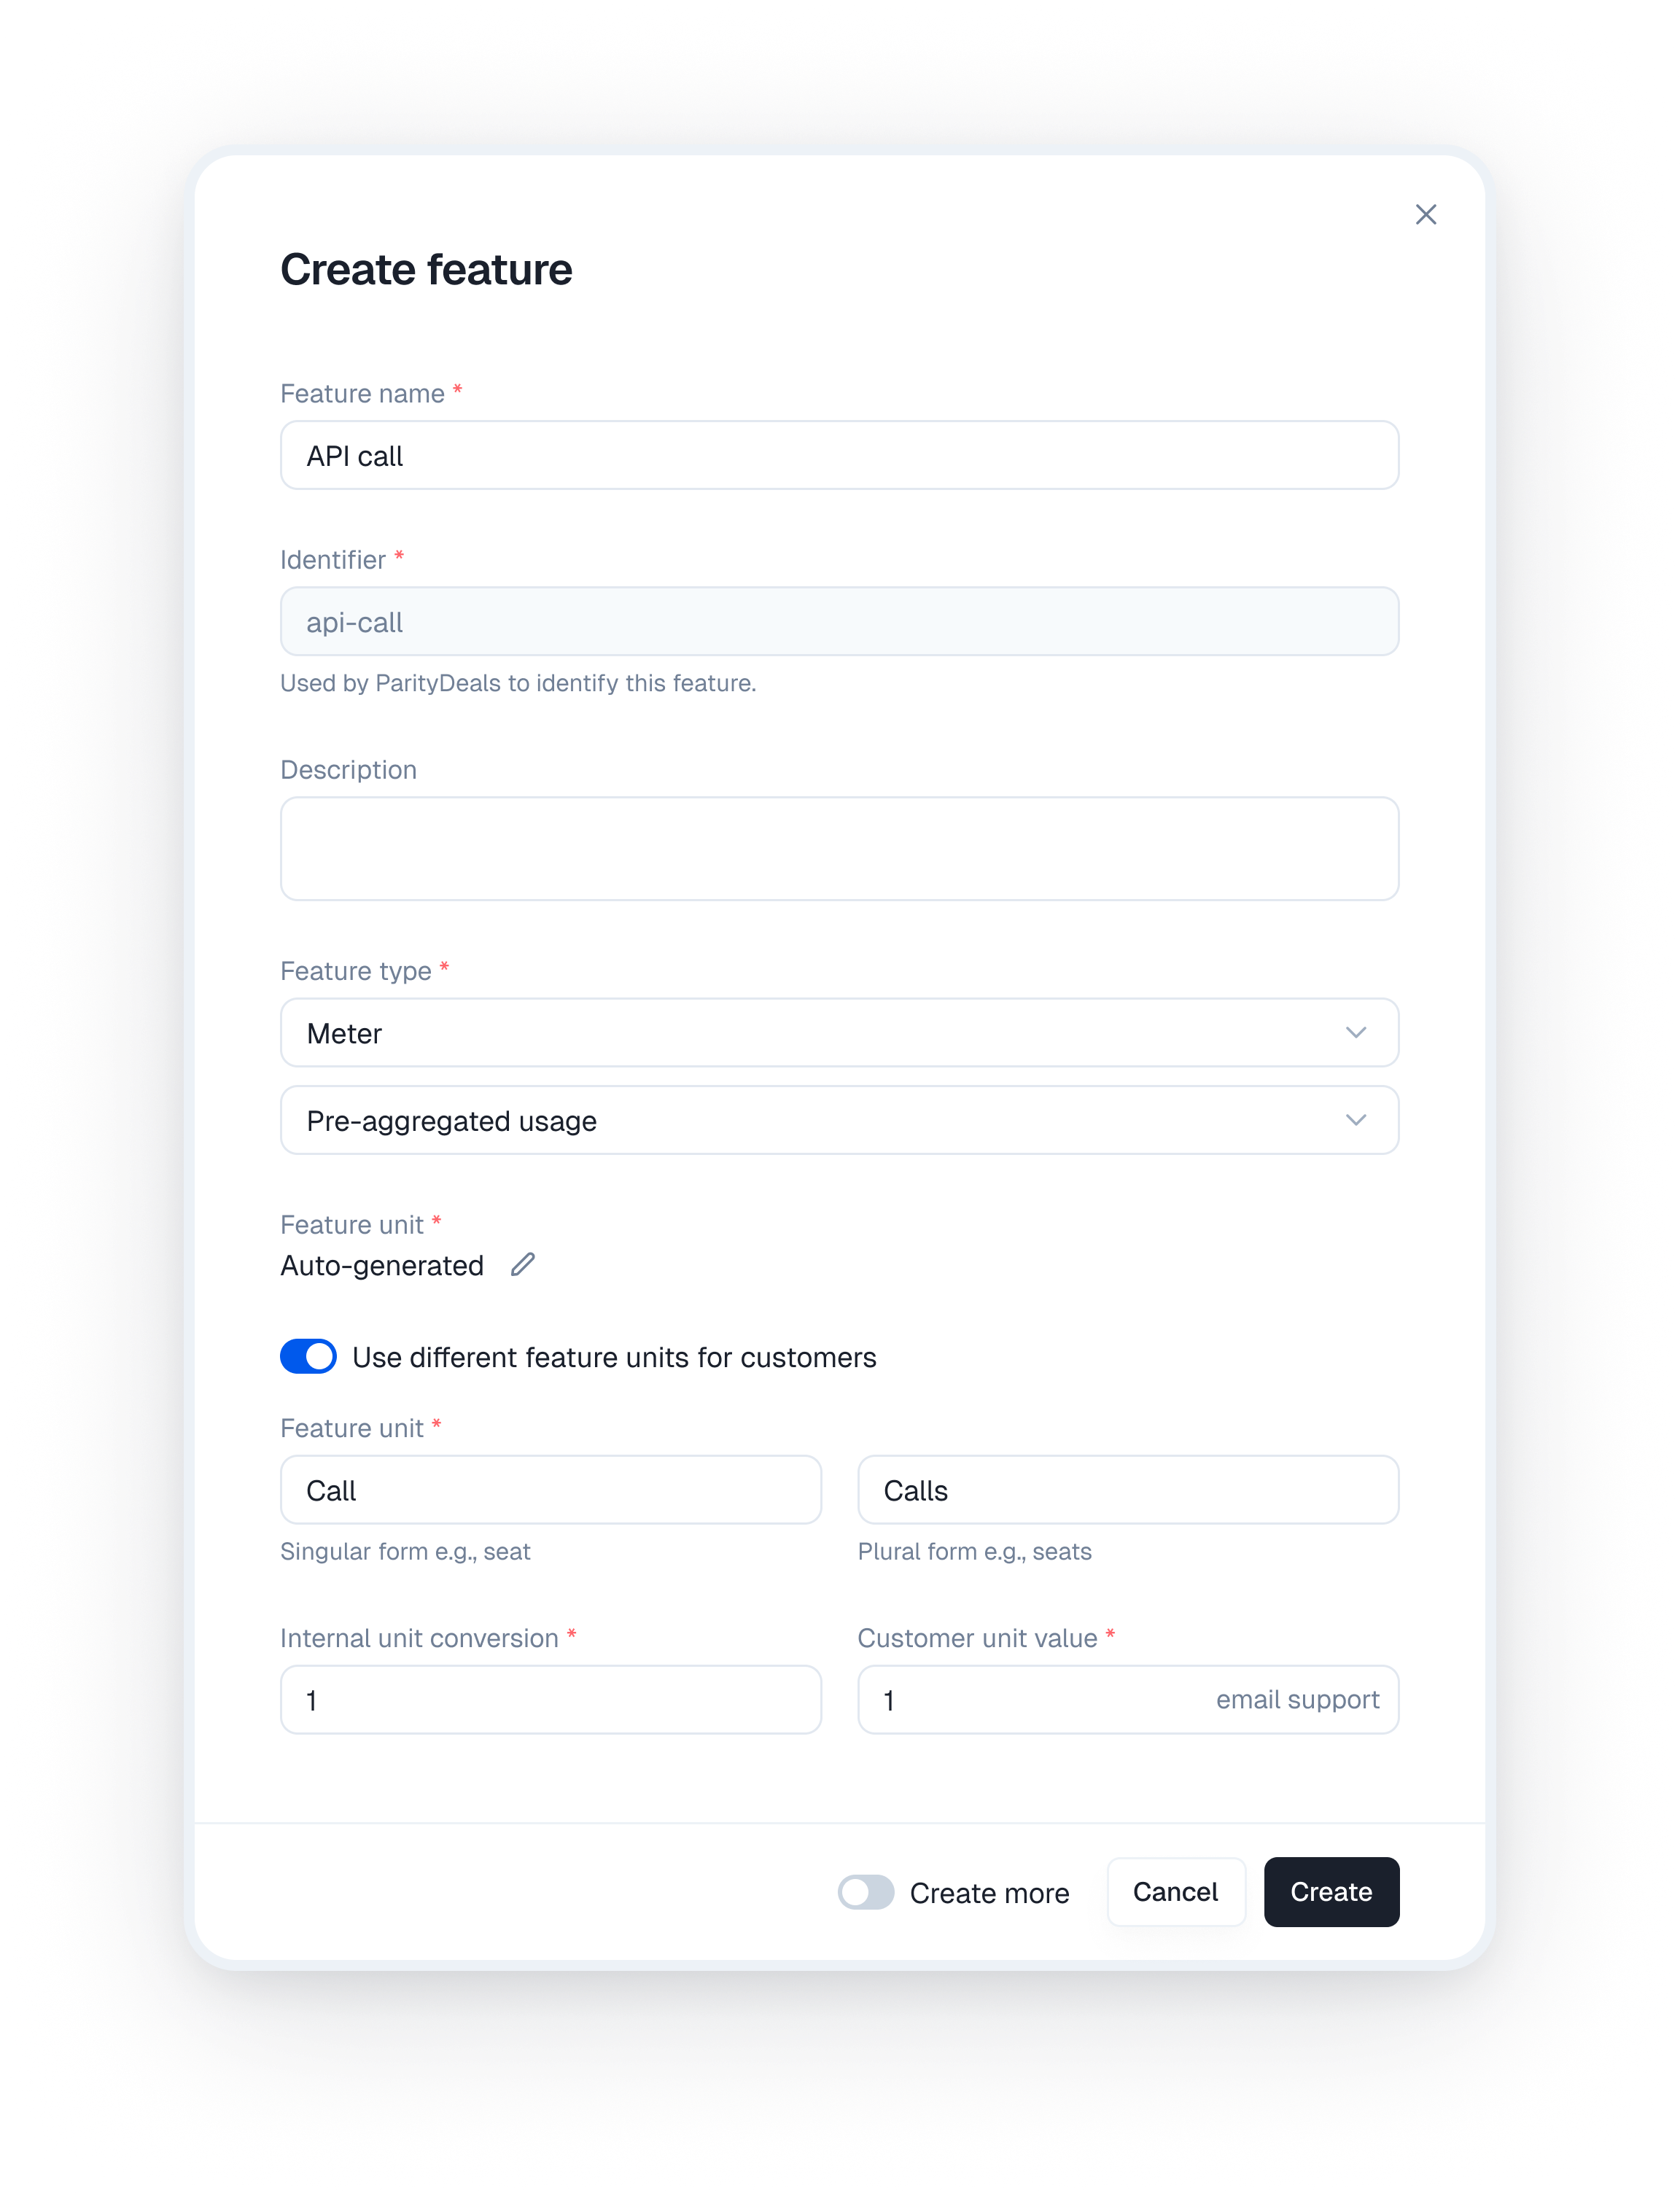 Create feature
Feature name *
API call
Identifier *
api-call
Used by ParityDeals to identify this feature.
Description
Feature type *
Meter
Pre-aggregated usage
Feature unit *
Auto-generated
Use different feature units for customers
Feature unit *
Call Calls
Singular form e.g., seat Plural form e.g., seats
Internal unit conversion * Customer unit value *
1 1 email support
Create more Cancel Create